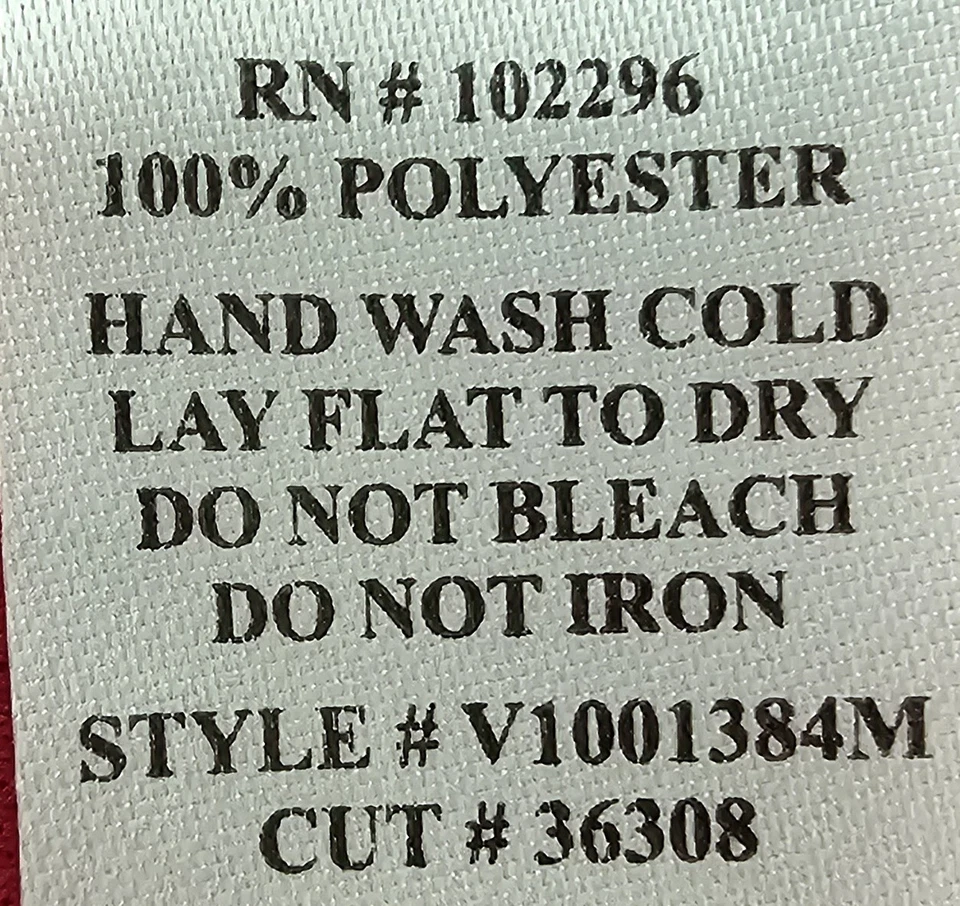 RN # 102296
100% POLYESTER
HAND WASH COLD
LAY FLAT TO DRY
DO NOT BLEACH
DO NOT IRON
STYLE # V1001384M
CUT # 36308